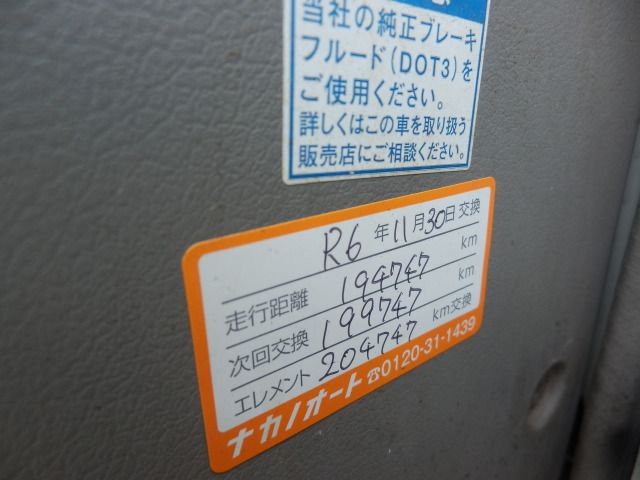 当社の純正ブレーキ
フルード(DOT3)を
ご使用ください。
詳しくはこの車を取り扱う
販売店にご相談ください。
R6年11月30日交換
走行距離 194747 km
次回交換 199747 km
エレメント 204747 km交換
ナカノオート☎0120-31-1439